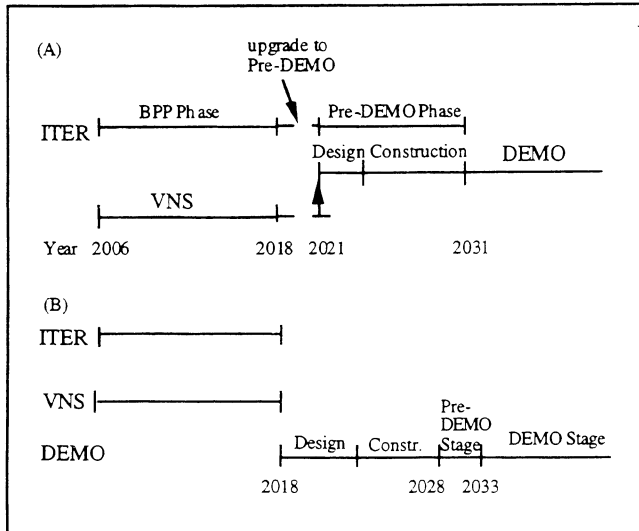 (A)
upgrade to
Pre-DEMO
BPP Phase
Pre-DEMO Phase
ITER
Design Construction
DEMO
VNS
Year 2006 2018 2021 2031
(B)
ITER
VNS
Pre-
DEMO
Stage
DEMO
Design
Constr.
DEMO Stage
2018 2028 2033